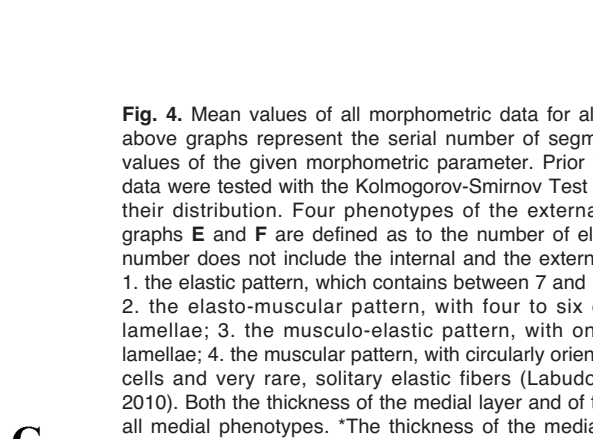 Fig. 4. Mean values of all morphometric data for al
above graphs represent the serial number of segm
values of the given morphometric parameter. Prior
data were tested with the Kolmogorov-Smirnov Test
their distribution. Four phenotypes of the externa
graphs E and F are defined as to the number of el
number does not include the internal and the extern
1. the elastic pattern, which contains between 7 and
2. the elasto-muscular pattern, with four to six
lamellae; 3. the musculo-elastic pattern, with on
lamellae; 4. the muscular pattern, with circularly orien
cells and very rare, solitary elastic fibers (Labudo
2010). Both the thickness of the medial layer and of
all medial phenotypes. *The thickness of the media